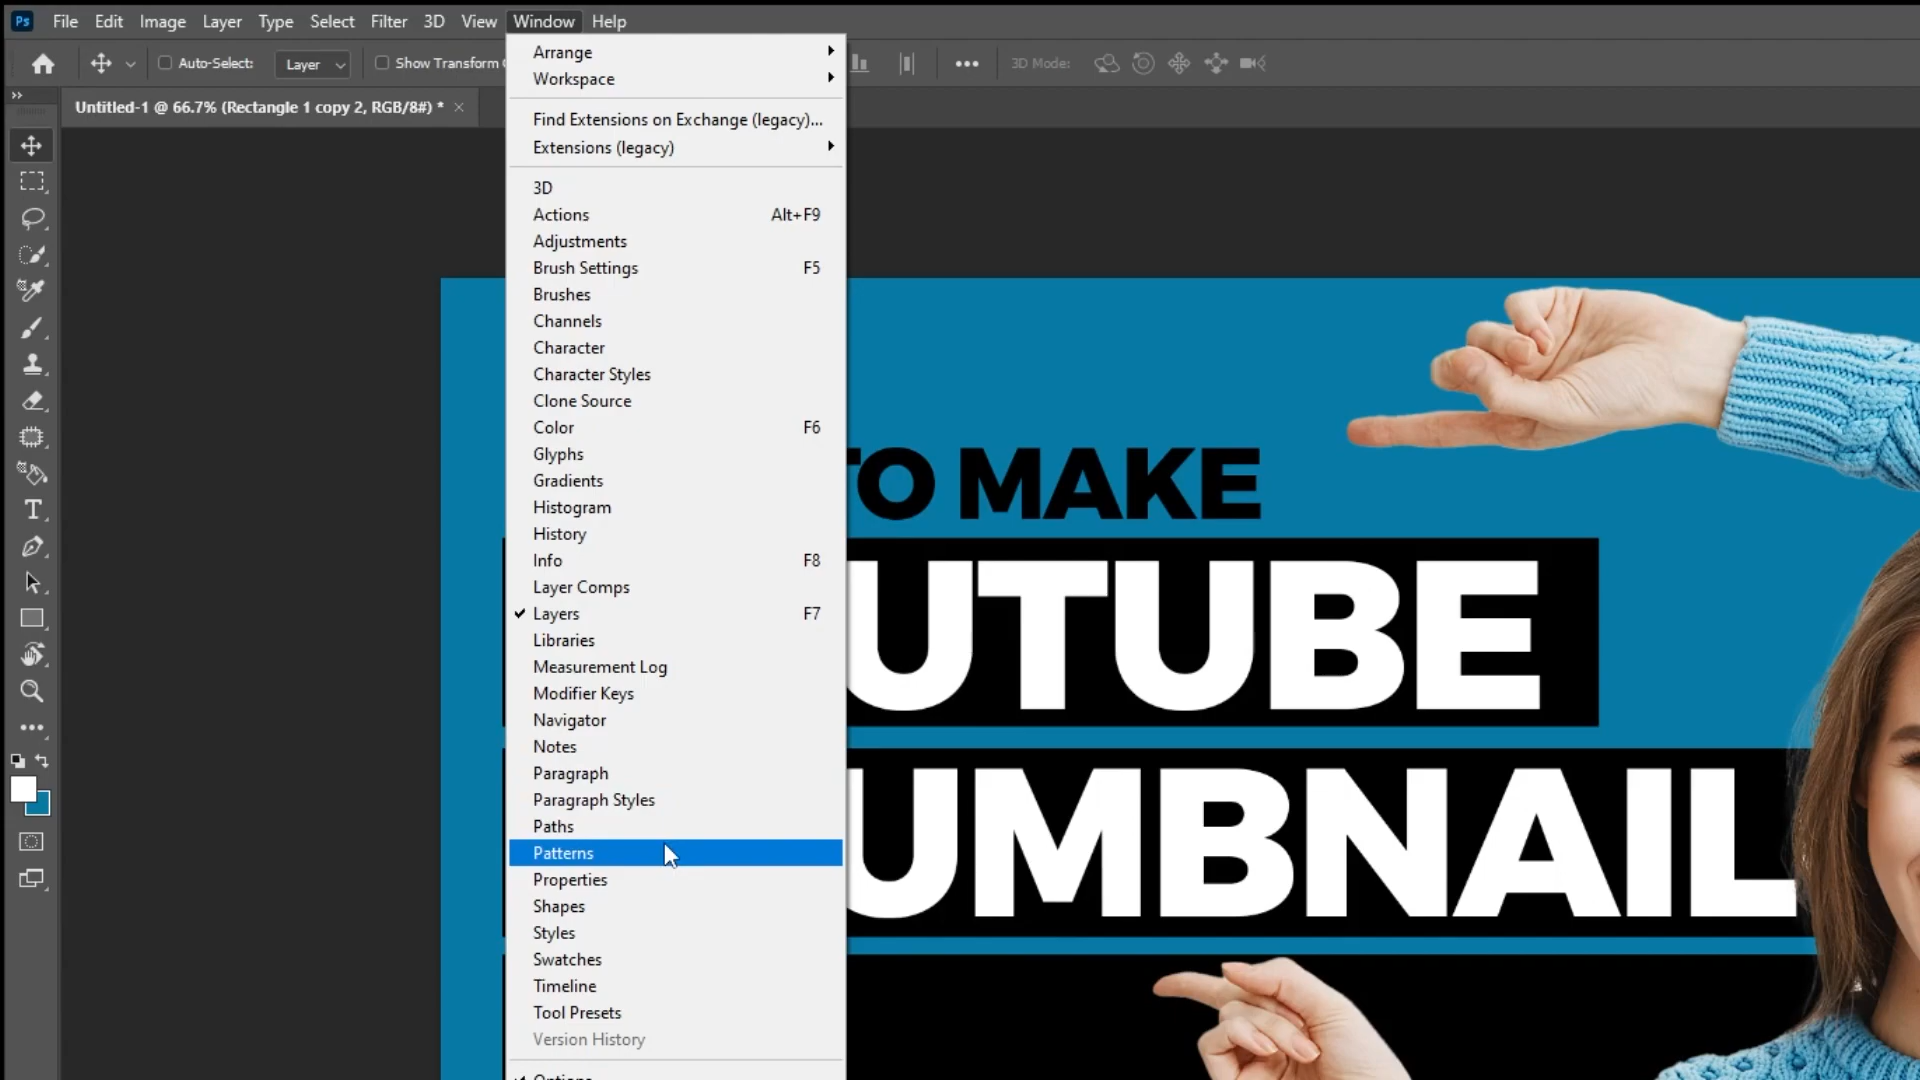 Ps File Edit Image Layer Type Select Filter 3D View Window Help
Auto-Select: Layer Show Transform 3D Mode:
Untitled-1 @ 66.7% (Rectangle 1 copy 2, RGB/8#) * ×
Arrange
Workspace
Find Extensions on Exchange (legacy)...
Extensions (legacy)
3D
Actions Alt+F9
Adjustments
Brush Settings F5
Brushes
Channels
Character
Character Styles
Clone Source
Color F6
Glyphs
Gradients
Histogram
History
Info F8
Layer Comps
Layers F7
Libraries
Measurement Log
Modifier Keys
Navigator
Notes
Paragraph
Paragraph Styles
Paths
Patterns
Properties
Shapes
Styles
Swatches
Timeline
Tool Presets
Version History
Options
TO MAKE
UTUBE
UMBNAIL